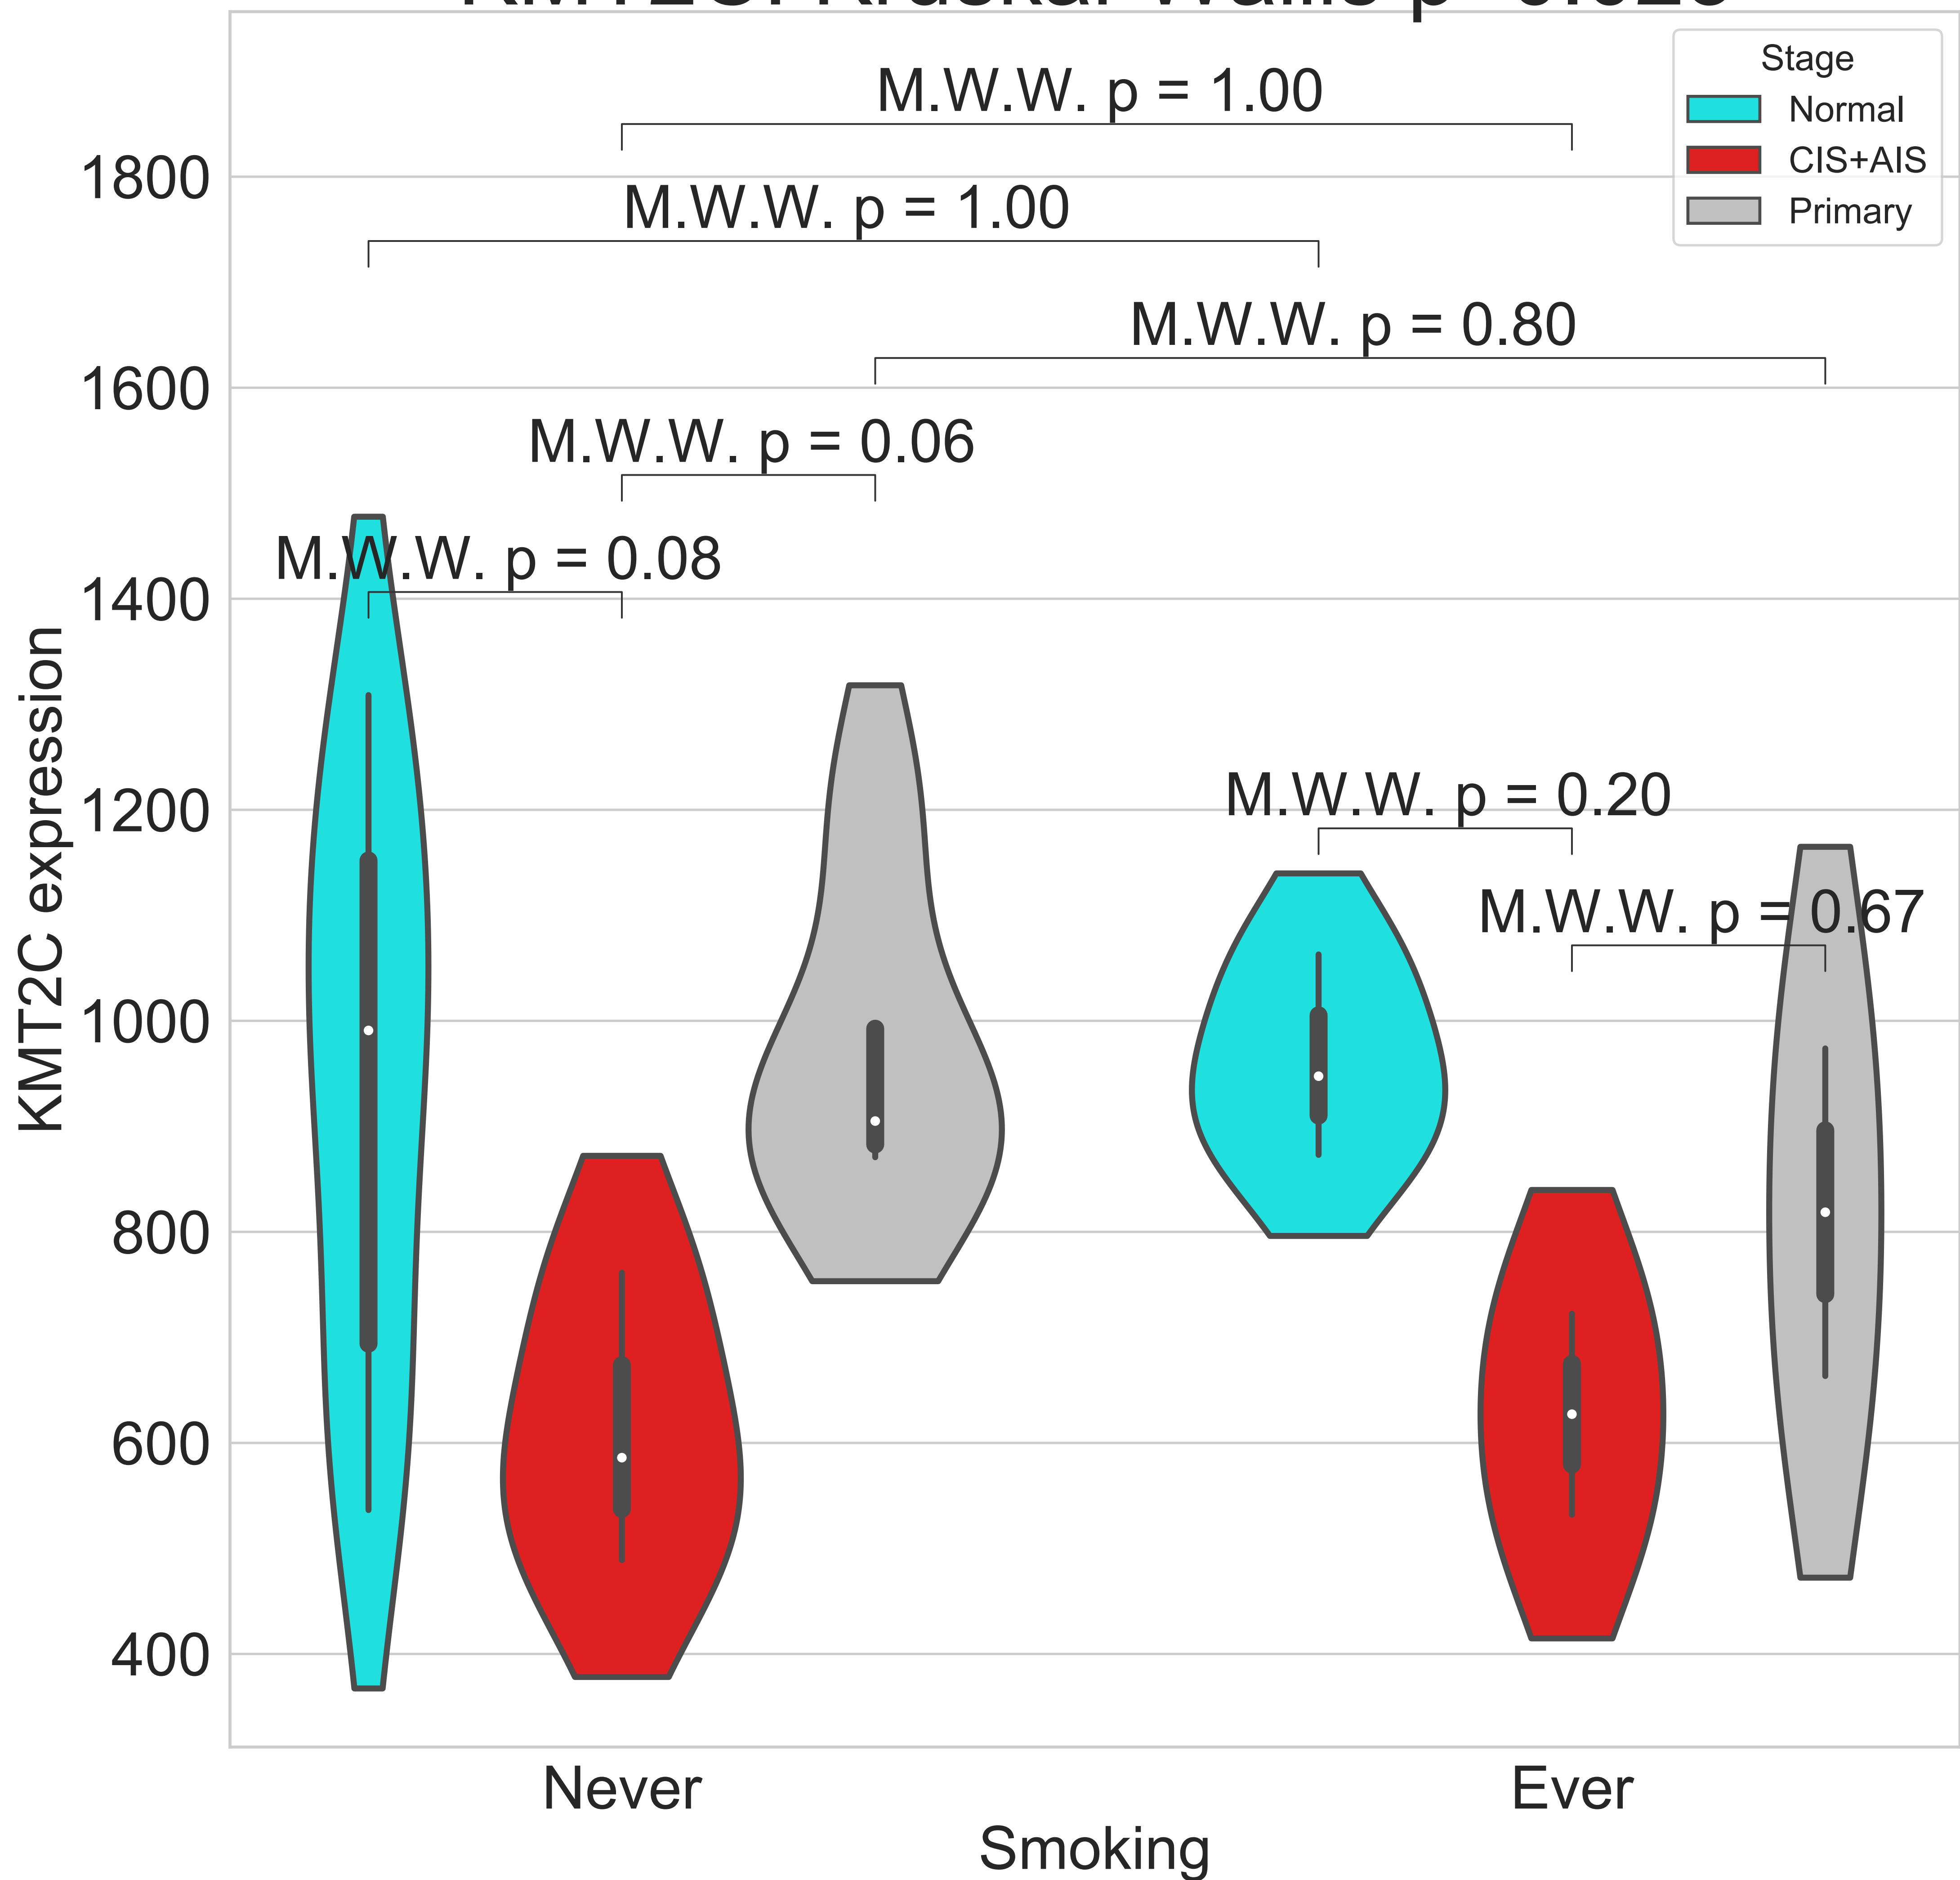 Stage
Normal
CIS+AIS
Primary
M.W.W. p = 1.00
M.W.W. p = 1.00
M.W.W. p = 0.80
M.W.W. p = 0.06
M.W.W. p = 0.08
M.W.W. p = 0.20
M.W.W. p = 0.67
KMT2C expression
1800
1600
1400
1200
1000
800
600
400
Never
Ever
Smoking